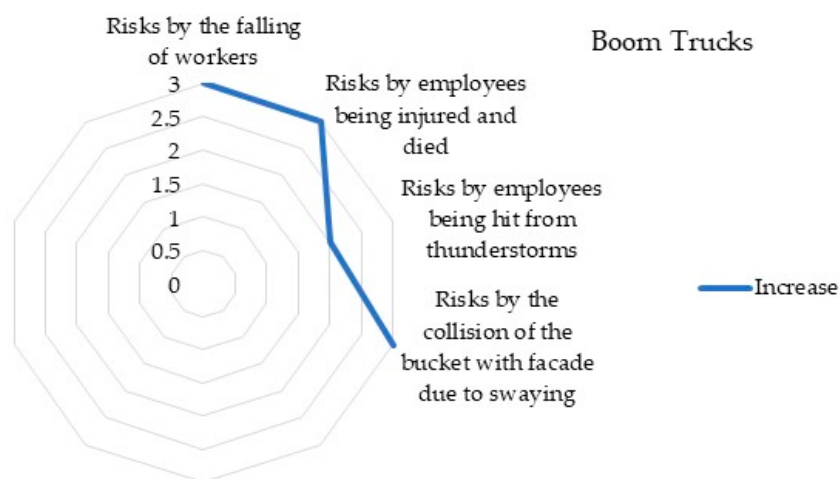 Risks by the falling
of workers
Boom Trucks
Risks by employees
being injured and
died
Risks by employees
being hit from
thunderstorms
Risks by the
collision of the
bucket with facade
due to swaying
3
2.5
2
1.5
1
0.5
0
Increase